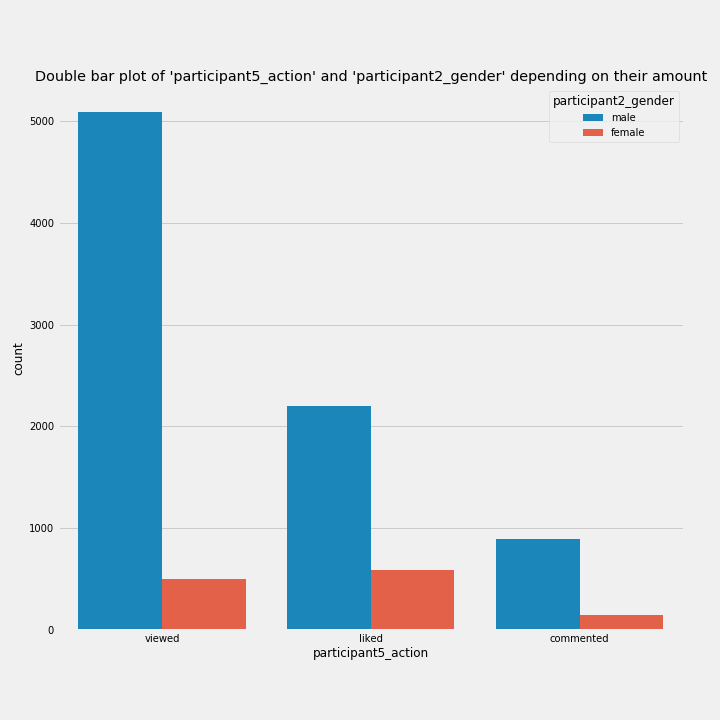 Double bar plot of 'participant5_action' and 'participant2_gender' depending on their amount
participant2_gender
male
female
5000
4000
3000
2000
1000
0
count
viewed
liked
commented
participant5_action